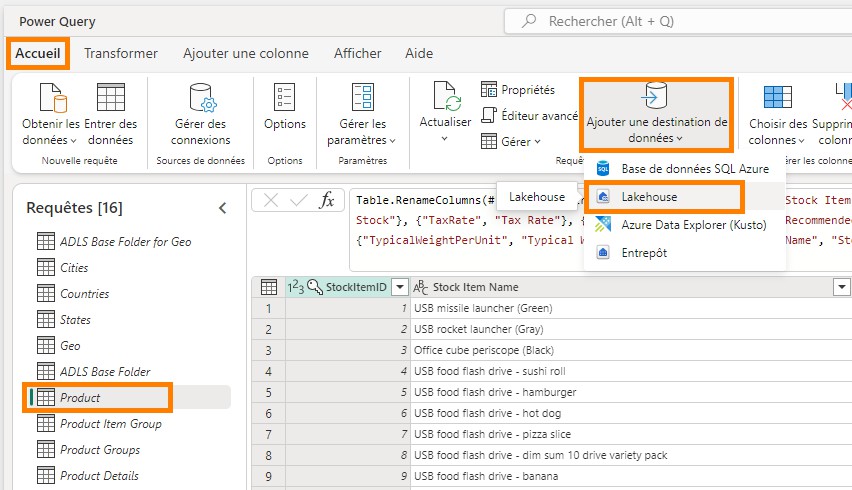 Power Query
Rechercher (Alt + Q)
Accueil
Transformer
Ajouter une colonne
Afficher
Aide
Obtenir les
données
Entrer des
données
Nouvelle requête
Gérer des
connexions
Sources de données
Options
Options
Gérer les
paramètres
Paramètres
Actualiser
Propriétés
Éditeur avancé
Gérer
Requê
Ajouter une destination de
données
Choisir des
colonnes
Supprim
colonn
Gérer les colonne
Base de données SQL Azure
Lakehouse
Azure Data Explorer (Kusto)
Entrepôt
Lakehouse
Requêtes [16]
ADLS Base Folder for Geo
Cities
Countries
States
Geo
ADLS Base Folder
Product
Product Item Group
Product Groups
Product Details
fx
Table.RenameColumns(#
Stock Item
Stock"}, {"TaxRate", "Tax Rate"}, {
Recommended
{"TypicalWeightPerUnit", "Typical W
Name", "Sto
123 StockItemID
ABC Stock Item Name
1 1 USB missile launcher (Green)
2 2 USB rocket launcher (Gray)
3 3 Office cube periscope (Black)
4 4 USB food flash drive - sushi roll
5 5 USB food flash drive - hamburger
6 6 USB food flash drive - hot dog
7 7 USB food flash drive - pizza slice
8 8 USB food flash drive - dim sum 10 drive variety pack
9 9 USB food flash drive - banana